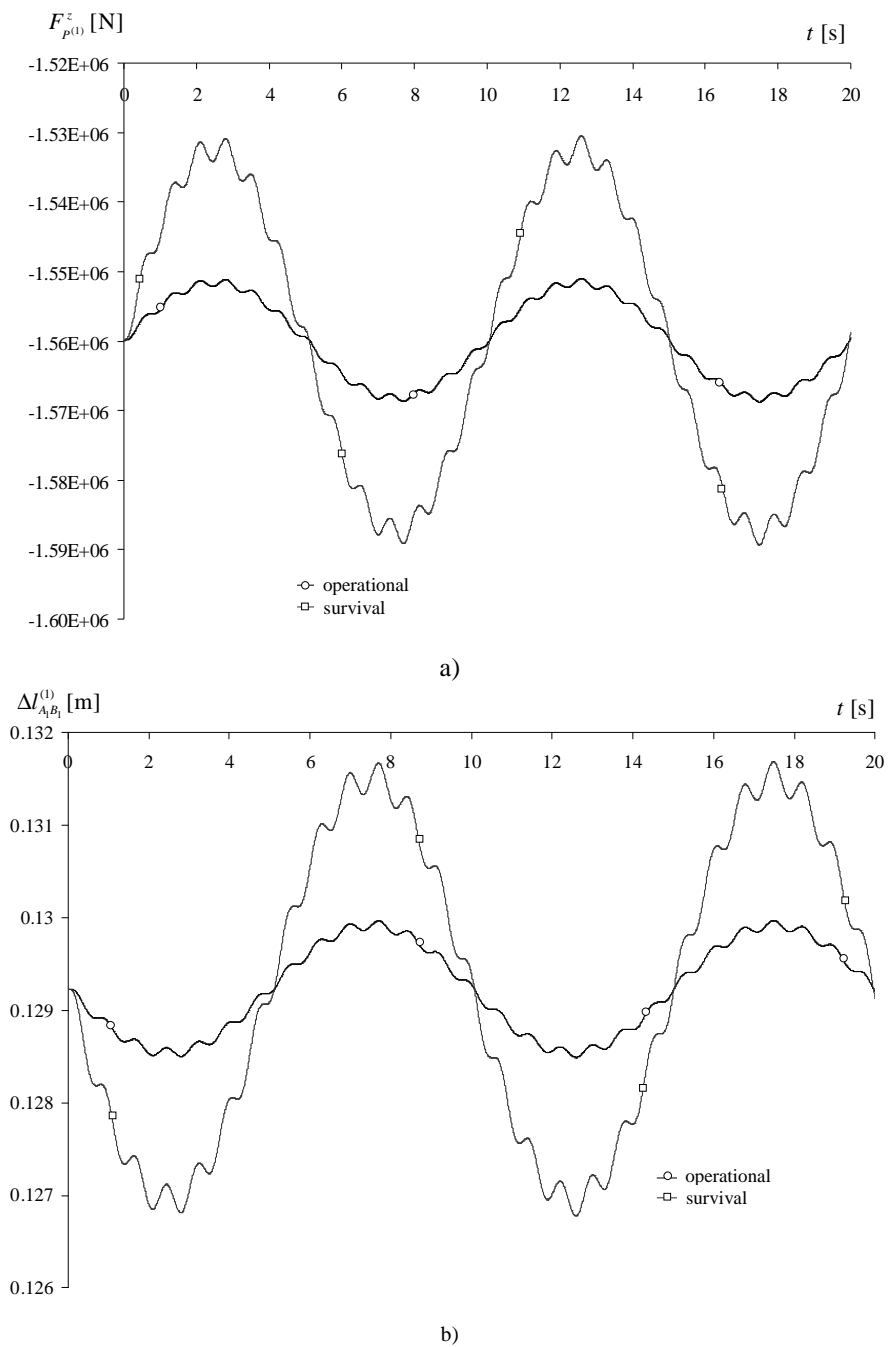 F_{P^{(1)}}^{z} [N]
t [s]
-1.52E+06
0 2 4 6 8 10 12 14 16 18 20
-1.53E+06
-1.54E+06
-1.55E+06
-1.56E+06
-1.57E+06
-1.58E+06
-1.59E+06
operational
survival
-1.60E+06
a)
Δl_{A_1B_1}^{(1)} [m]
t [s]
0.132
0 2 4 6 8 10 12 14 16 18 20
0.131
0.13
0.129
0.128
operational
survival
0.127
0.126
b)